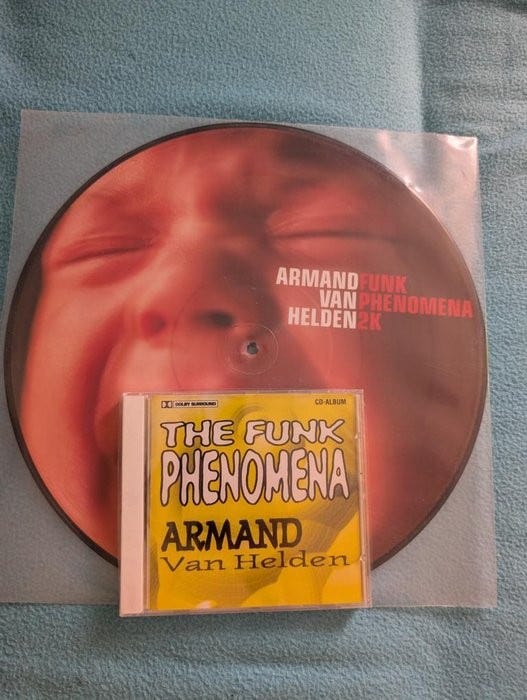 ARMAND FUNK
VAN PHENOMENA
HELDEN 2K
DOLBY SURROUND
CD-ALBUM
THE FUNK
PHENOMENA
ARMAND
Van Helden